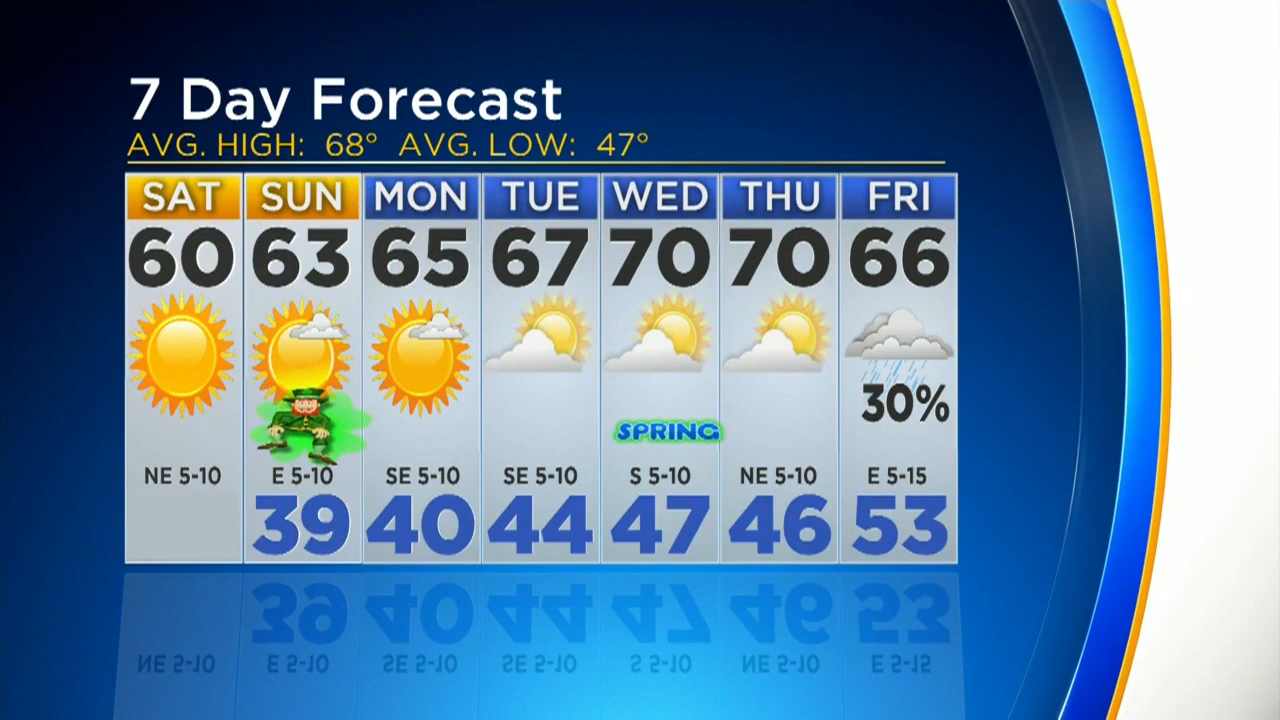 7 Day Forecast
AVG. HIGH: 68° AVG. LOW: 47°
SAT SUN MON TUE WED THU FRI
60 63 65 67 70 70 66
30%
SPRING
NE 5-10 E 5-10 SE 5-10 SE 5-10 S 5-10 NE 5-10 E 5-15
39 40 44 47 46 53